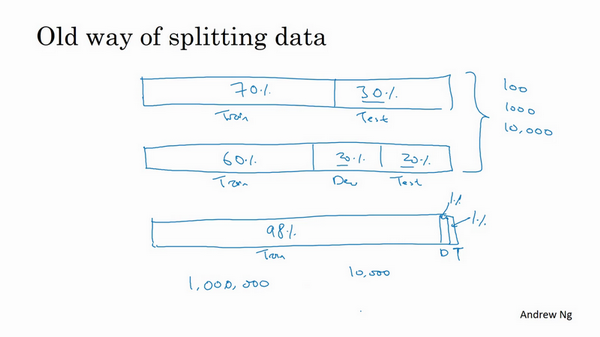 Old way of splitting data
70% 30%
Train Test
100
1000
10,000
60% 20% 20%
Train Dev Test
1%
1%
98%
Train D T
1,000,000 10,000
Andrew Ng